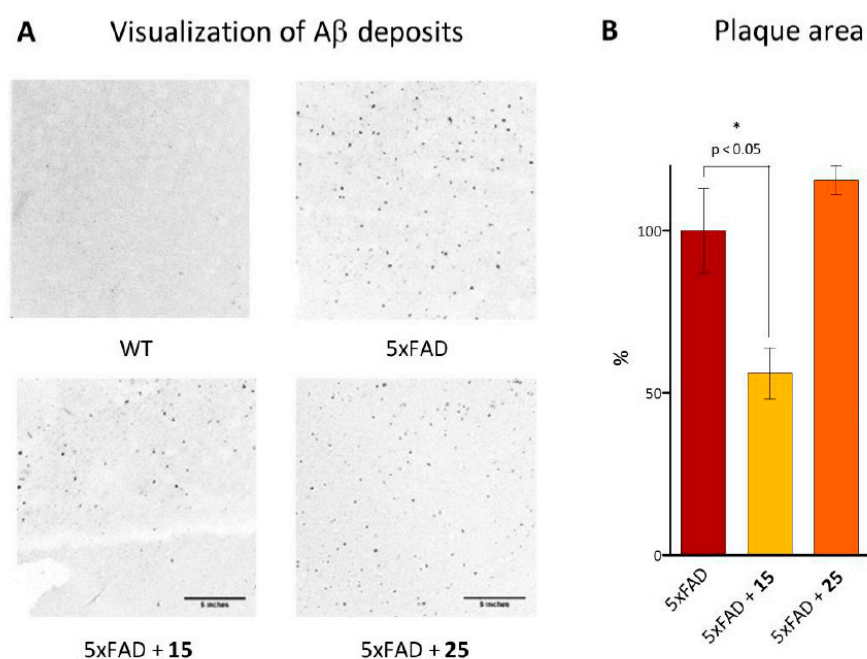 A Visualization of Aβ deposits
WT
5xFAD
5 inches
5 inches
5xFAD + 15
5xFAD + 25
B Plaque area
*
p < 0.05
100
%
50
0
5xFAD
5xFAD + 15
5xFAD + 25